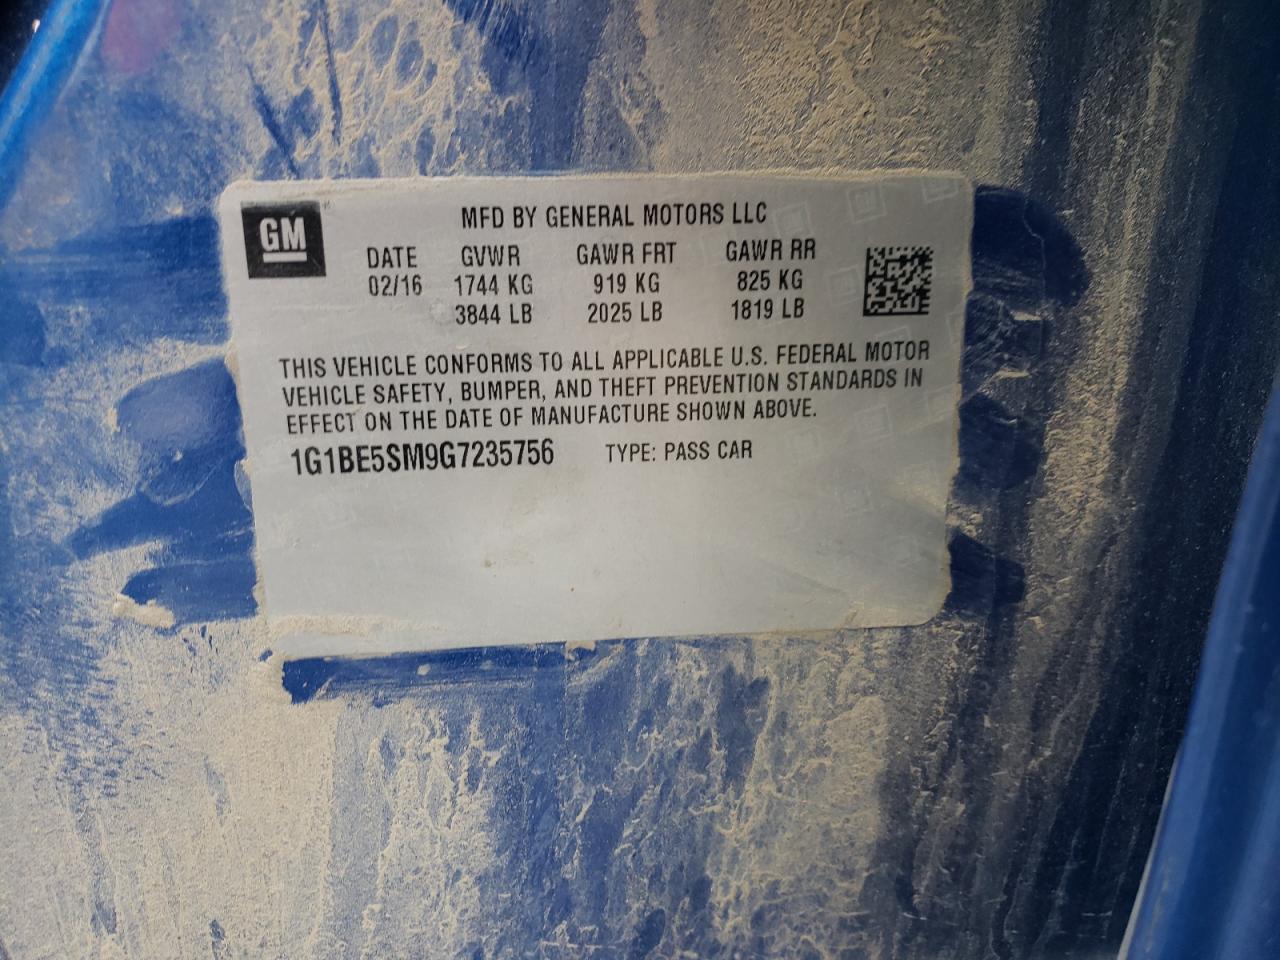 GM
MFD BY GENERAL MOTORS LLC
DATE GVWR GAWR FRT GAWR RR
02/16 1744 KG 919 KG 825 KG
3844 LB 2025 LB 1819 LB
THIS VEHICLE CONFORMS TO ALL APPLICABLE U.S. FEDERAL MOTOR
VEHICLE SAFETY, BUMPER, AND THEFT PREVENTION STANDARDS IN
EFFECT ON THE DATE OF MANUFACTURE SHOWN ABOVE.
1G1BE5SM9G7235756 TYPE: PASS CAR